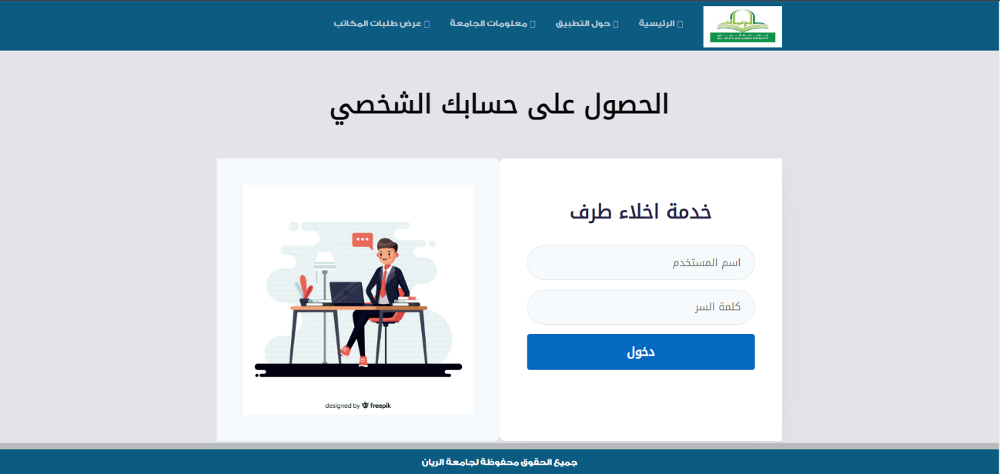 الريان
AL-RAYAN UNIVERSITY
الرئيسية
حول التطبيق
معلومات الجامعة
عرض طلبات المكاتب
الحصول على حسابك الشخصي
خدمة اخلاء طرف
اسم المستخدم
كلمة السر
دخول
designed by freepik
جميع الحقوق محفوظة لجامعة الريان